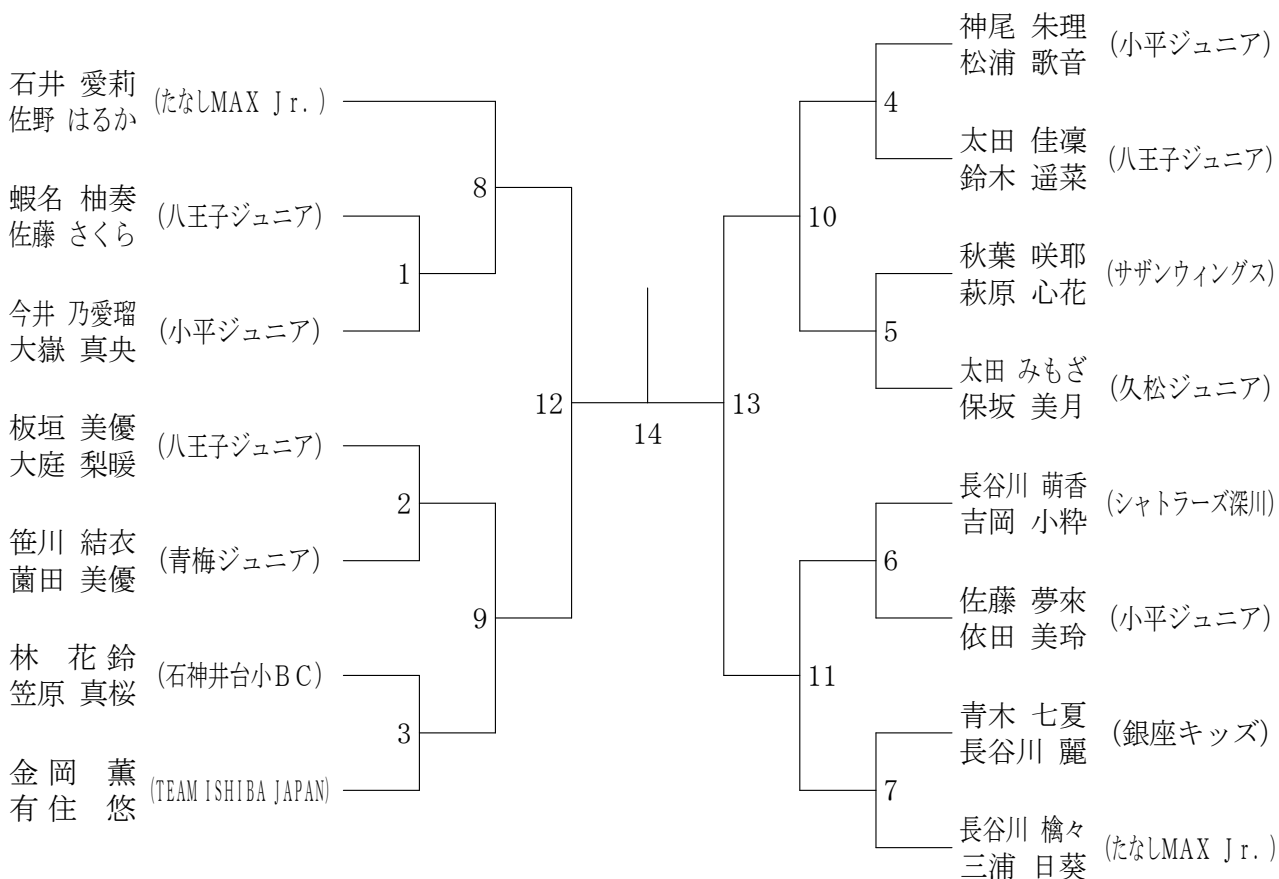 石井 愛莉
佐野 はるか
(たなしMAX Jr.)
蝦名 柚奏
佐藤 さくら
(八王子ジュニア)
今井 乃愛瑠
大嶽 真央
(小平ジュニア)
板垣 美優
大庭 梨暖
(八王子ジュニア)
笹川 結衣
薗田 美優
(青梅ジュニア)
林 花鈴
笠原 真桜
(石神井台小BC)
金岡 薫
有住 悠
(TEAM ISHIBA JAPAN)
8
1
2
9
3
12
14
13
神尾 朱理
松浦 歌音
(小平ジュニア)
4
太田 佳凜
鈴木 遥菜
(八王子ジュニア)
10
秋葉 咲耶
萩原 心花
(サザンウィングス)
5
太田 みもざ
保坂 美月
(久松ジュニア)
長谷川 萌香
吉岡 小粋
(シャトラーズ深川)
6
佐藤 夢來
依田 美玲
(小平ジュニア)
11
青木 七夏
長谷川 麗
(銀座キッズ)
7
長谷川 檎々
三浦 日葵
(たなしMAX Jr.)